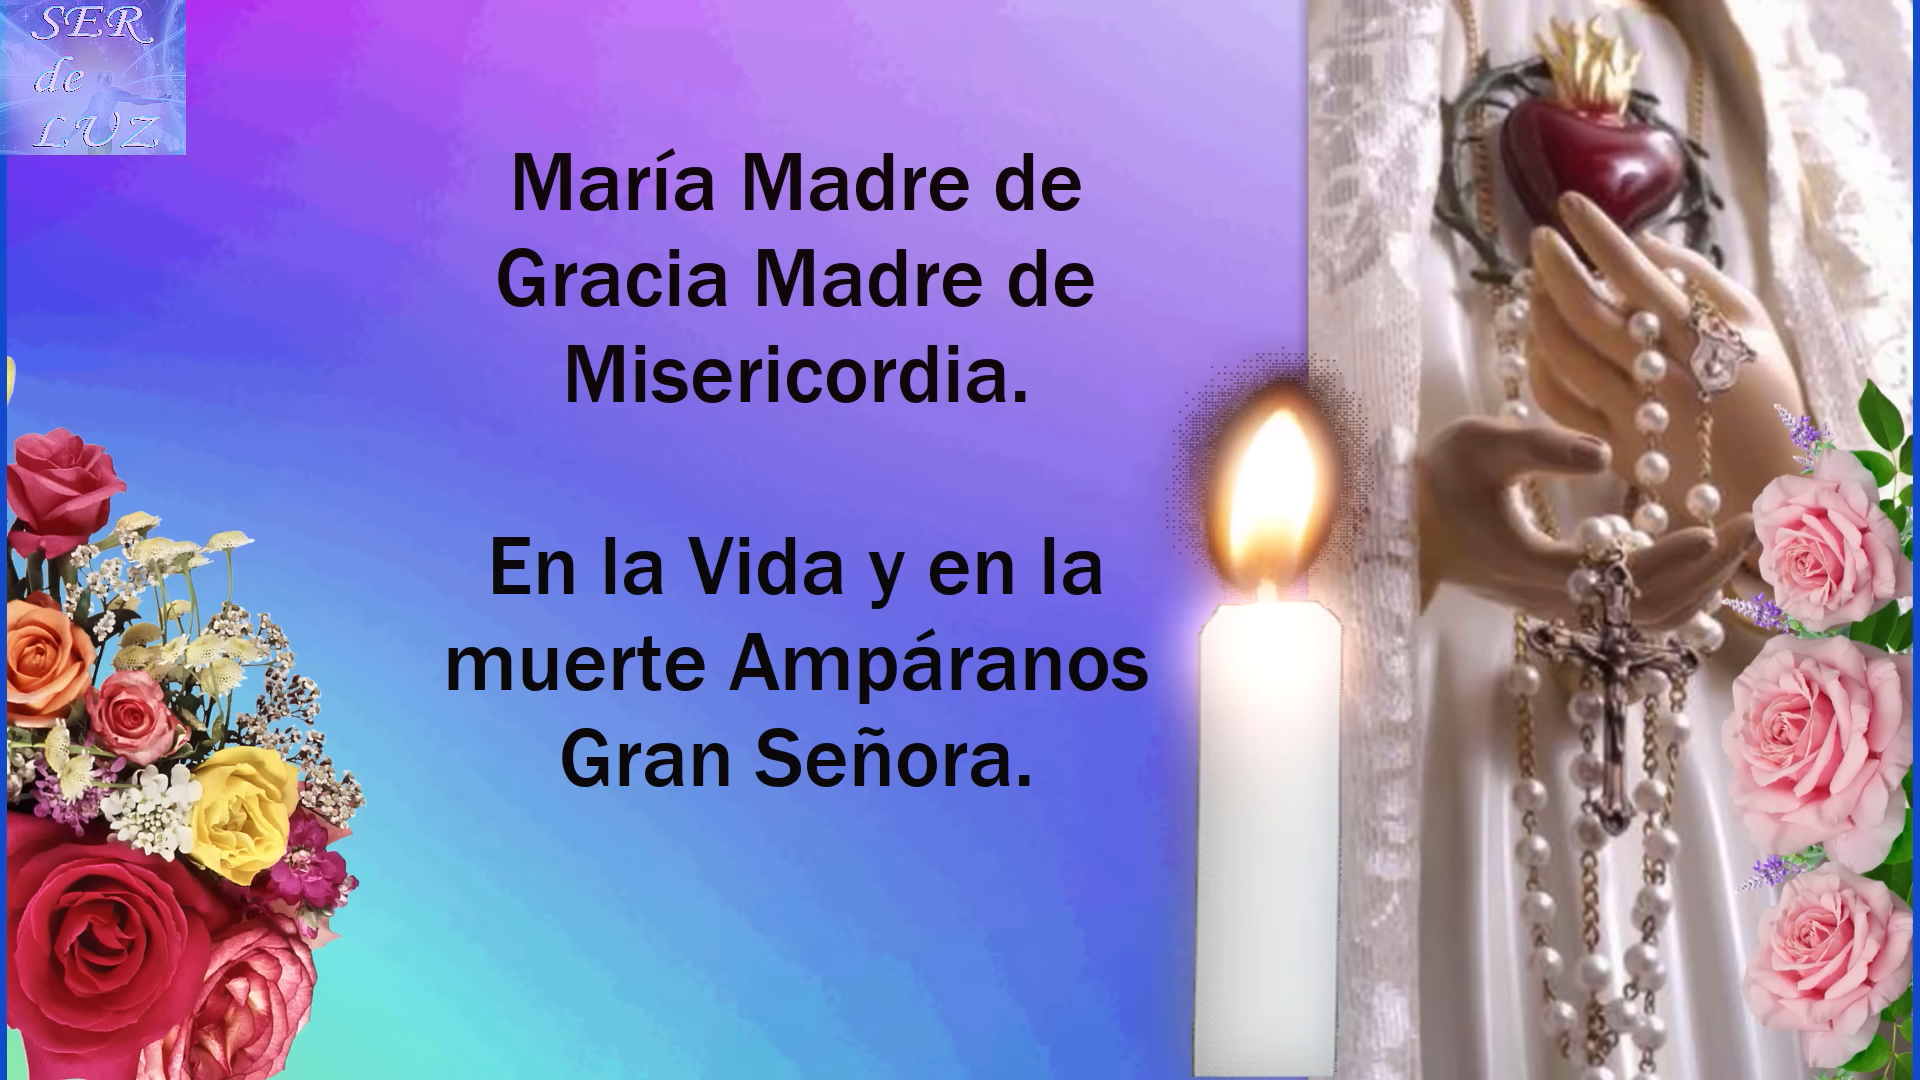 SER
de
LUZ
María Madre de
Gracia Madre de
Misericordia.
En la Vida y en la
muerte Ampáranos
Gran Señora.